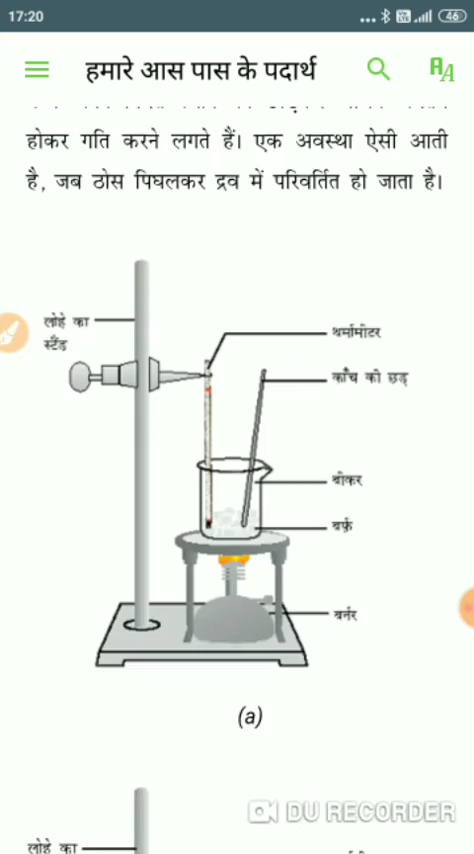 17:20
46
हमारे आस पास के पदार्थ
होकर गति करने लगते हैं। एक अवस्था ऐसी आती
है, जब ठोस पिघलकर द्रव में परिवर्तित हो जाता है।
लोहे का
स्टैंड
थर्मामीटर
काँच की छड़
बीकर
बर्फ़
बर्नर
(a)
DU RECORDER
लोहे का